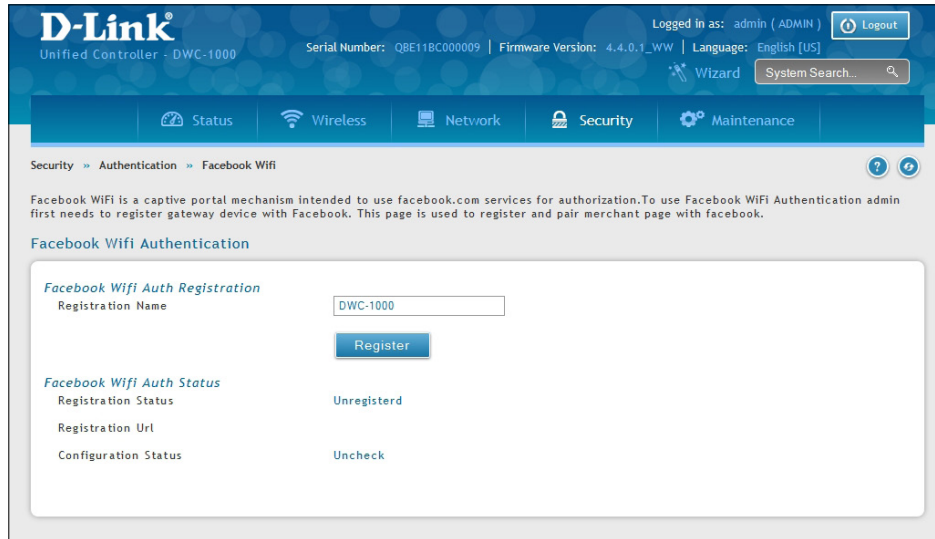 D-Link
Unified Controller - DWC-1000
Logged in as: admin ( ADMIN ) Logout
Serial Number: QBE11BC000009 | Firmware Version: 4.4.0.1_WW | Language: English [US]
Wizard System Search...
Status Wireless Network Security Maintenance
Security » Authentication » Facebook Wifi
Facebook WiFi is a captive portal mechanism intended to use facebook.com services for authorization.To use Facebook WiFi Authentication admin
first needs to register gateway device with Facebook. This page is used to register and pair merchant page with facebook.
Facebook Wifi Authentication
Facebook Wifi Auth Registration
Registration Name DWC-1000
Register
Facebook Wifi Auth Status
Registration Status Unregisterd
Registration Url
Configuration Status Uncheck